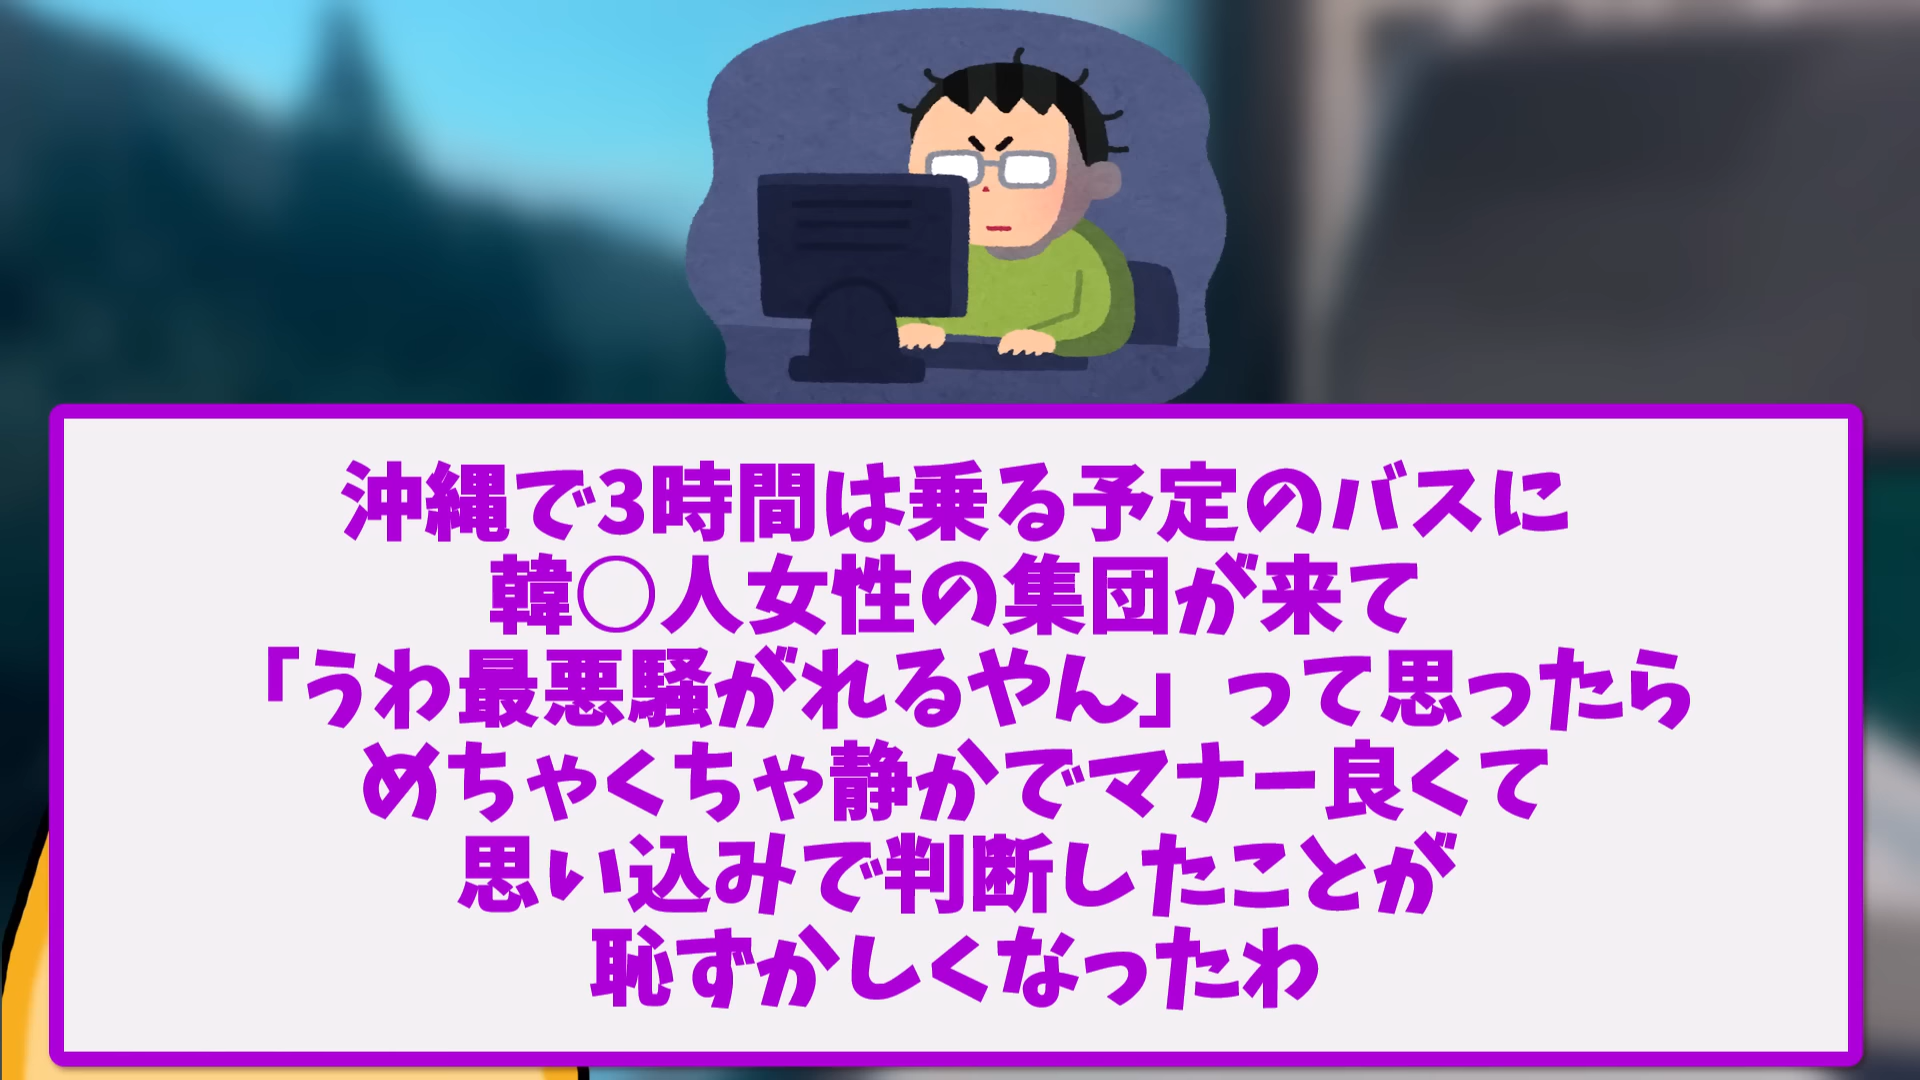 沖縄で3時間は乗る予定のバスに
韓〇人女性の集団が来て
「うわ最悪騒がれるやん」って思ったら
めちゃくちゃ静かでマナー良くて
思い込みで判断したことが
恥ずかしくなったわ